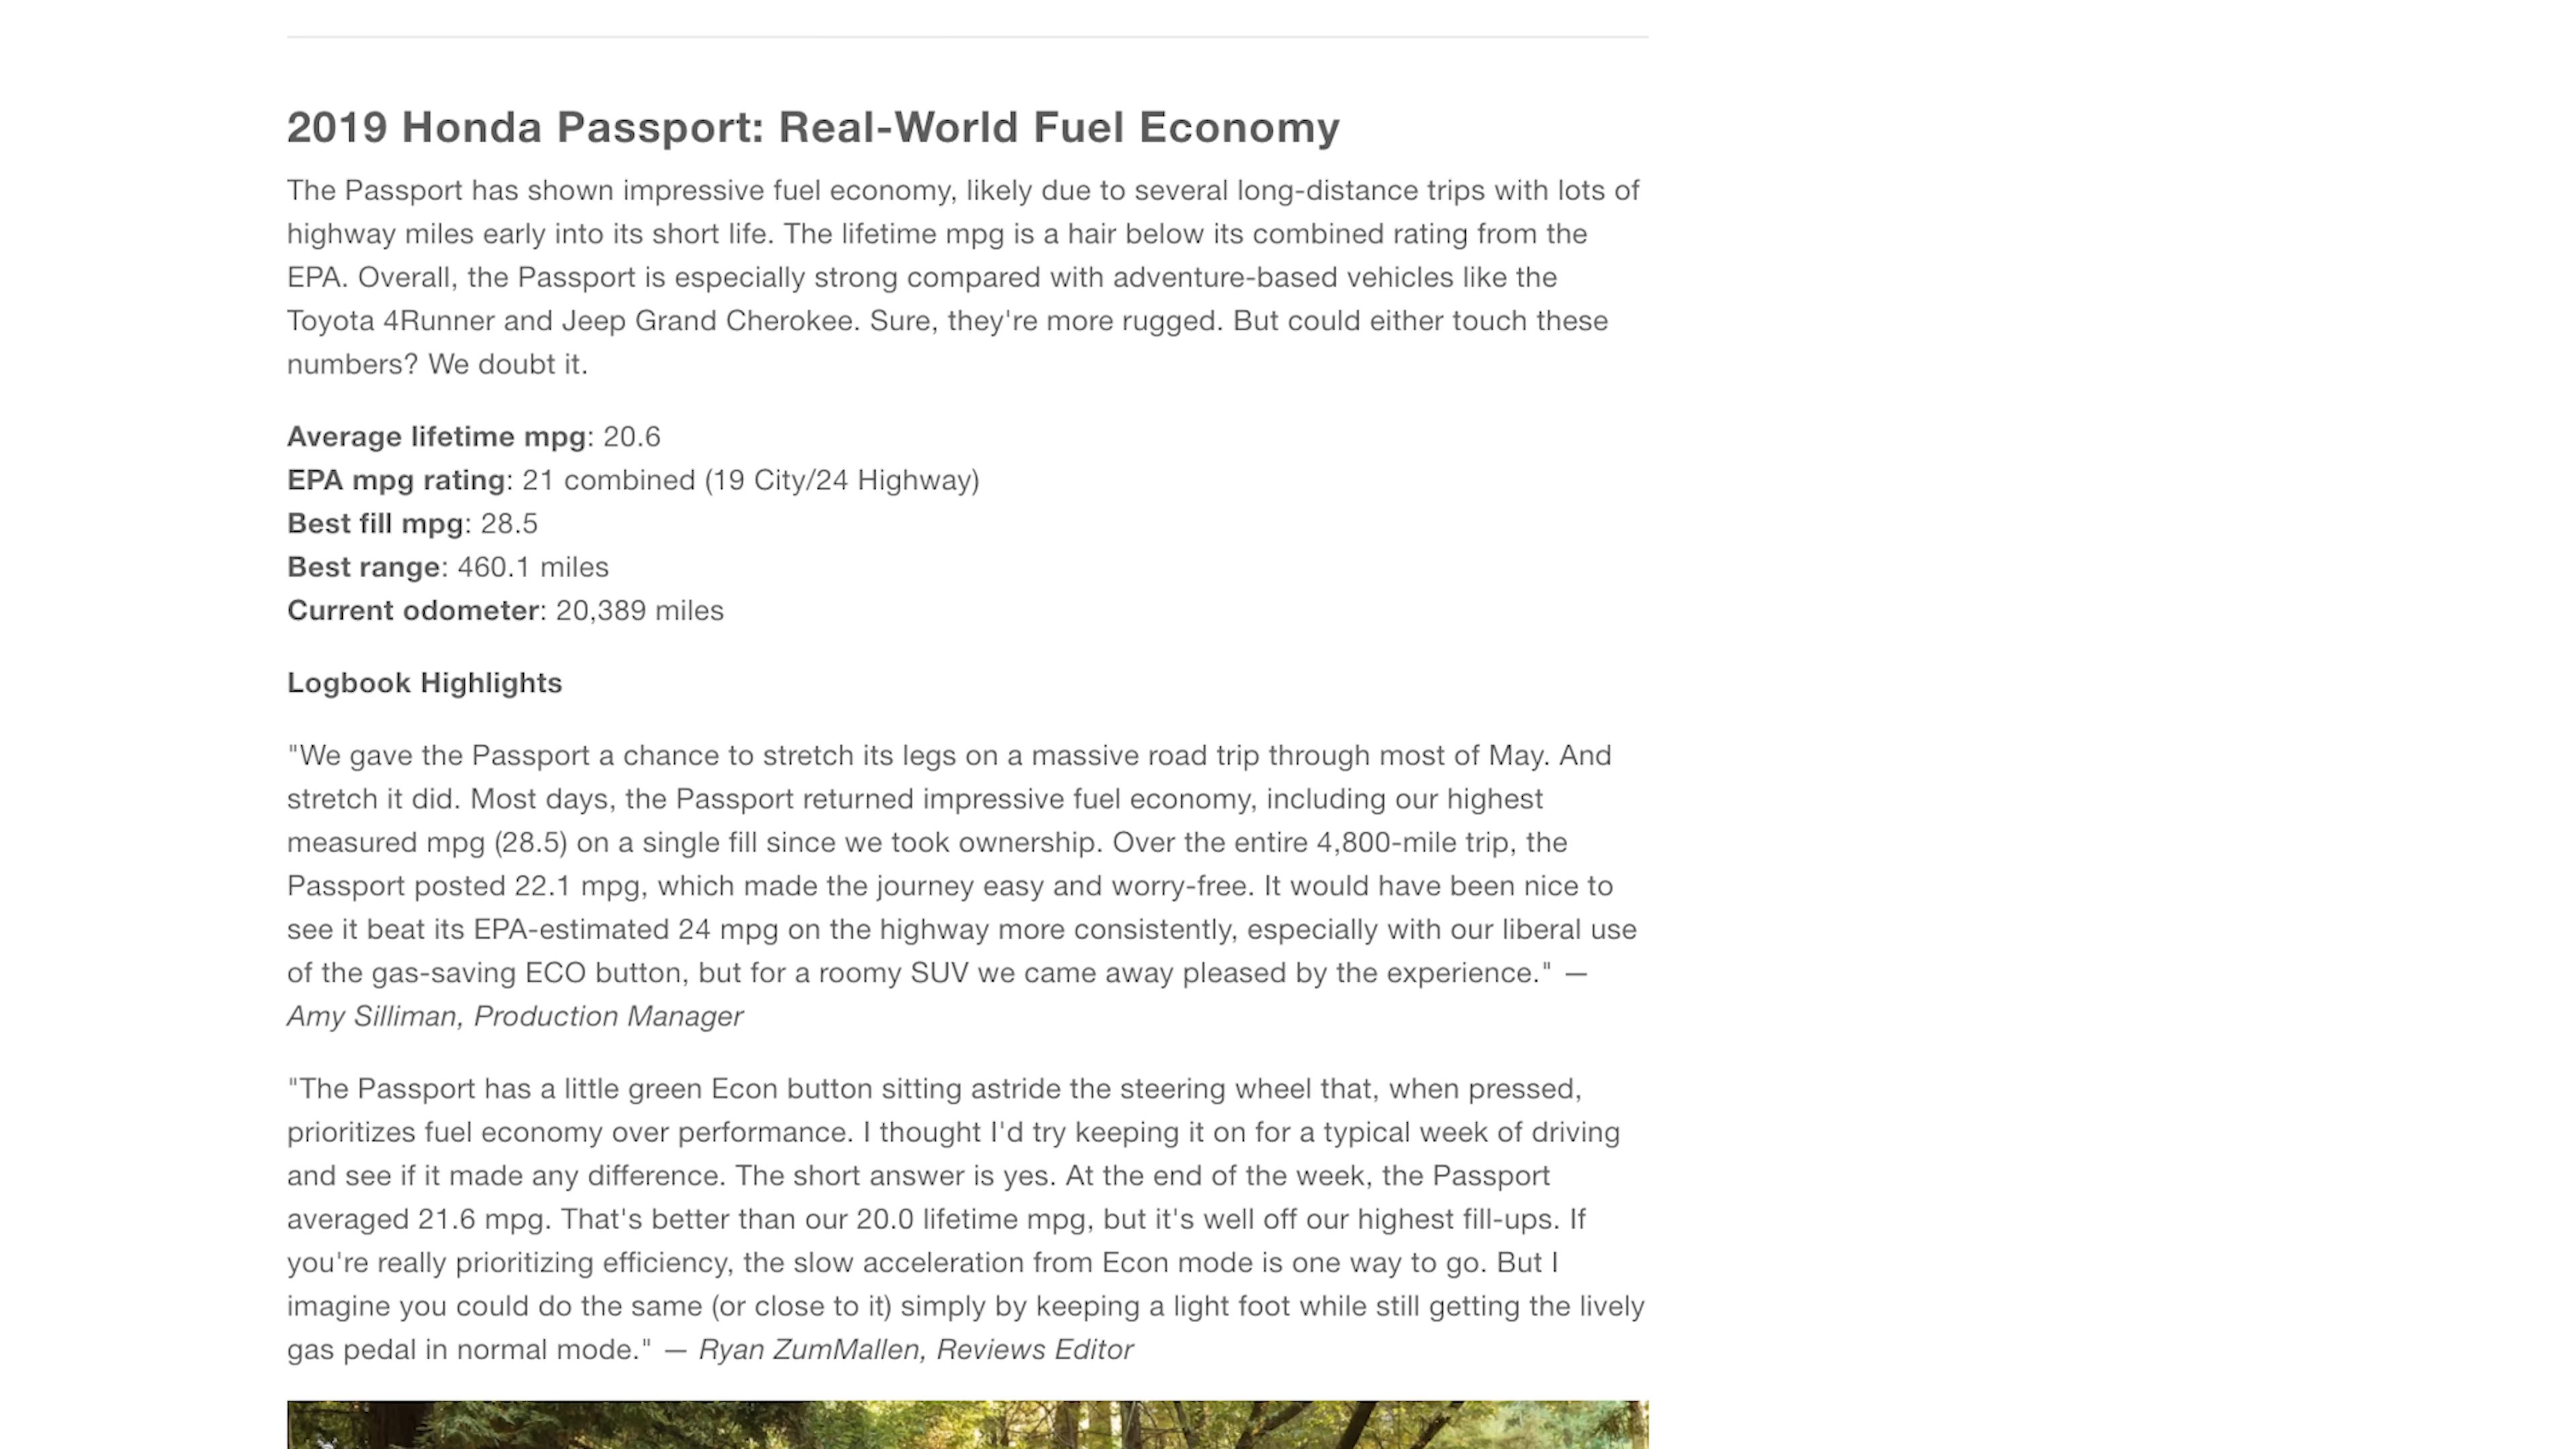 2019 Honda Passport: Real-World Fuel Economy
The Passport has shown impressive fuel economy, likely due to several long-distance trips with lots of
highway miles early into its short life. The lifetime mpg is a hair below its combined rating from the
EPA. Overall, the Passport is especially strong compared with adventure-based vehicles like the
Toyota 4Runner and Jeep Grand Cherokee. Sure, they're more rugged. But could either touch these
numbers? We doubt it.
Average lifetime mpg: 20.6
EPA mpg rating: 21 combined (19 City/24 Highway)
Best fill mpg: 28.5
Best range: 460.1 miles
Current odometer: 20,389 miles
Logbook Highlights
"We gave the Passport a chance to stretch its legs on a massive road trip through most of May. And
stretch it did. Most days, the Passport returned impressive fuel economy, including our highest
measured mpg (28.5) on a single fill since we took ownership. Over the entire 4,800-mile trip, the
Passport posted 22.1 mpg, which made the journey easy and worry-free. It would have been nice to
see it beat its EPA-estimated 24 mpg on the highway more consistently, especially with our liberal use
of the gas-saving ECO button, but for a roomy SUV we came away pleased by the experience." —
Amy Silliman, Production Manager
"The Passport has a little green Econ button sitting astride the steering wheel that, when pressed,
prioritizes fuel economy over performance. I thought I'd try keeping it on for a typical week of driving
and see if it made any difference. The short answer is yes. At the end of the week, the Passport
averaged 21.6 mpg. That's better than our 20.0 lifetime mpg, but it's well off our highest fill-ups. If
you're really prioritizing efficiency, the slow acceleration from Econ mode is one way to go. But I
imagine you could do the same (or close to it) simply by keeping a light foot while still getting the lively
gas pedal in normal mode." — Ryan ZumMallen, Reviews Editor